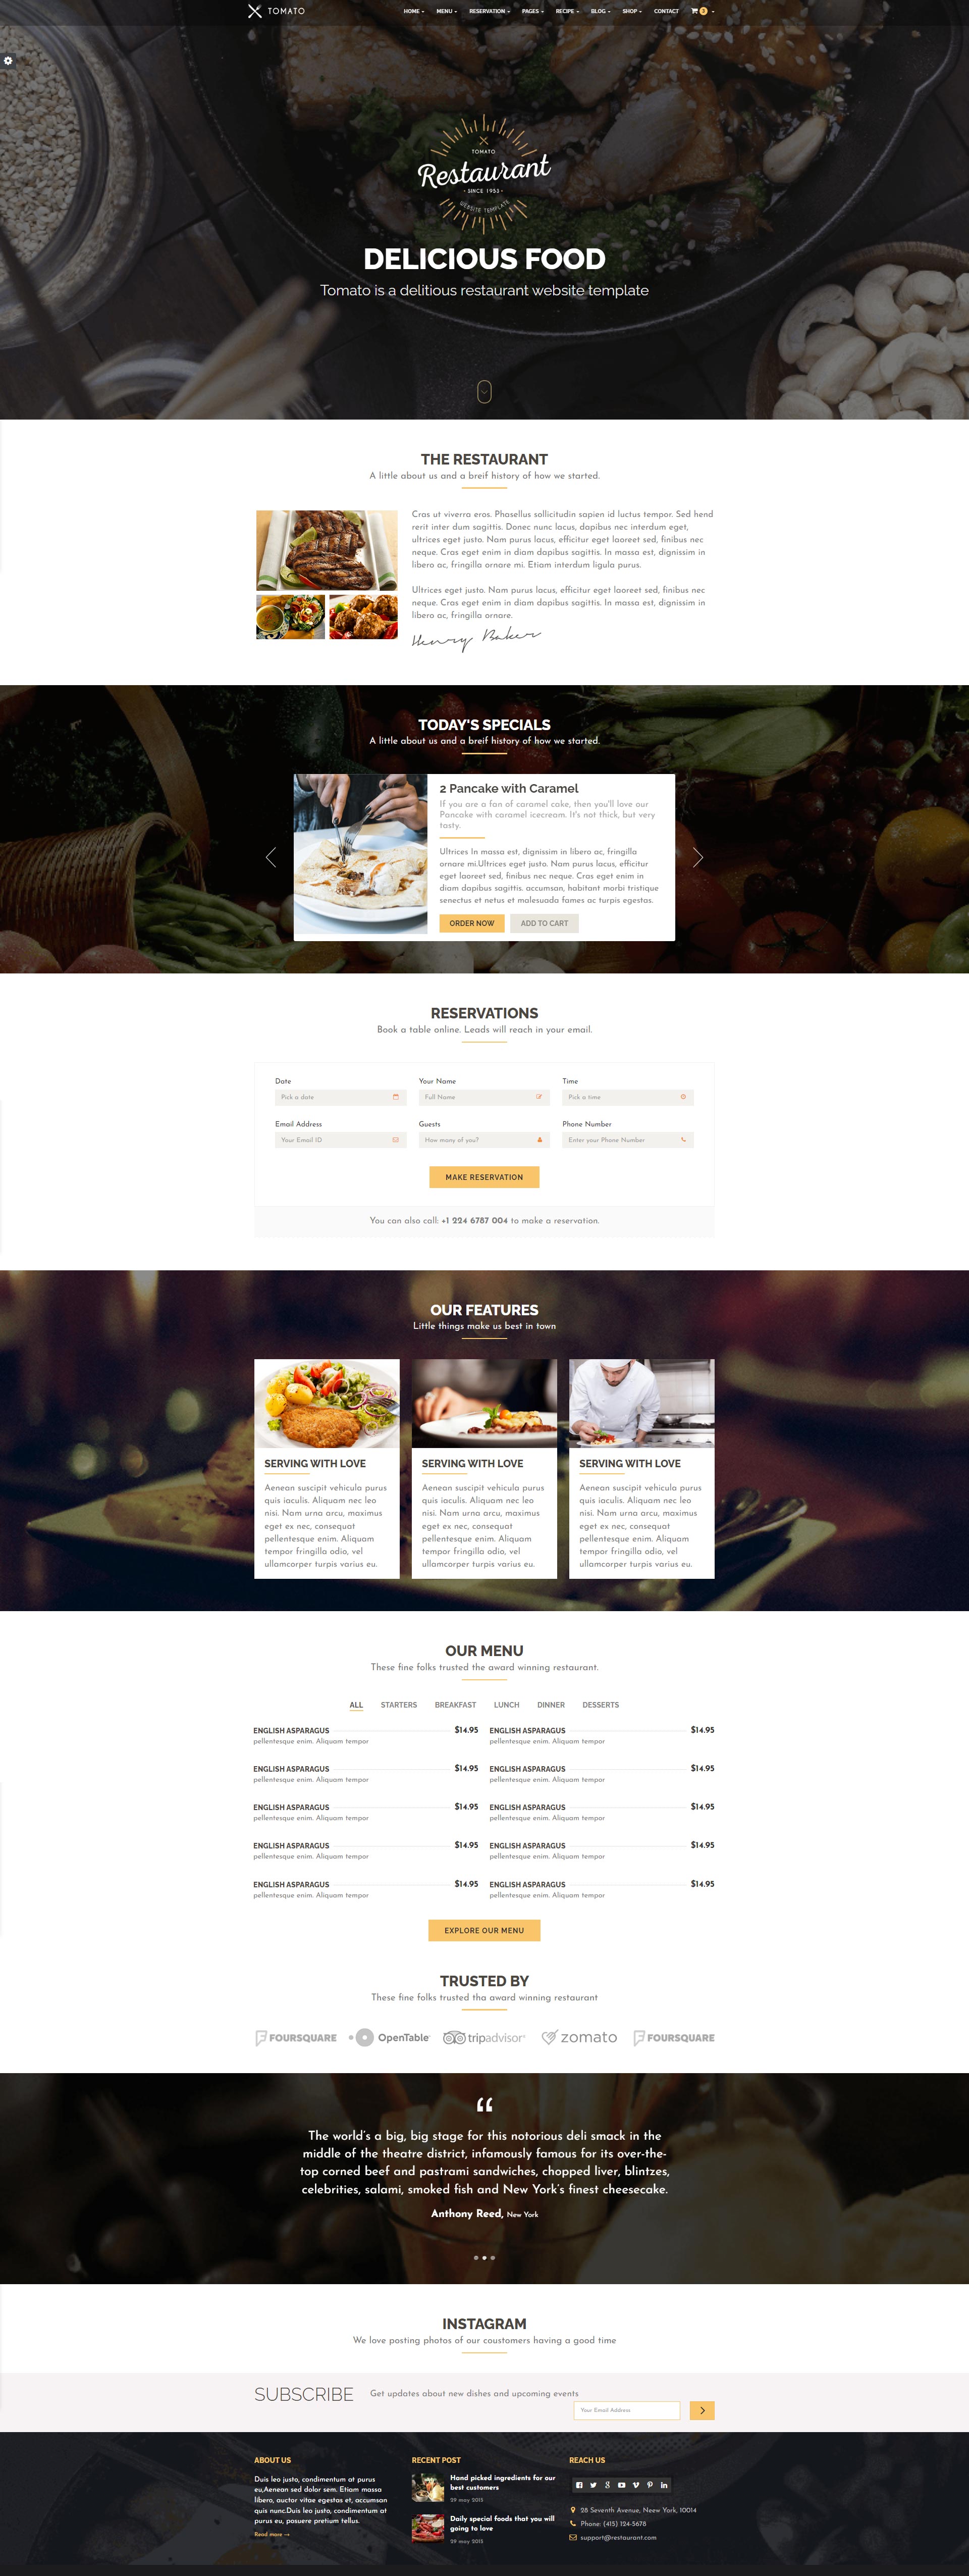 TOMATO
HOME MENU RESERVATION PAGES RECIPE BLOG SHOP CONTACT
TOMATO
Restaurant
• SINCE 1953 •
WEBSITE TEMPLATE
DELICIOUS FOOD
Tomato is a delitious restaurant website template
THE RESTAURANT
A little about us and a breif history of how we started.
Cras ut viverra eros. Phasellus sollicitudin sapien id luctus tempor. Sed hend
rerit inter dum sagittis. Donec nunc lacus, dapibus nec interdum eget,
ultrices eget justo. Nam purus lacus, efficitur eget laoreet sed, finibus nec
neque. Cras eget enim in diam dapibus sagittis. In massa est, dignissim in
libero ac, fringilla ornare mi. Etiam interdum ligula purus.
Ultrices eget justo. Nam purus lacus, efficitur eget laoreet sed, finibus nec
neque. Cras eget enim in diam dapibus sagittis. In massa est, dignissim in
libero ac, fringilla ornare.
Henry Baker
TODAY'S SPECIALS
A little about us and a breif history of how we started.
2 Pancake with Caramel
If you are a fan of caramel cake, then you'll love our
Pancake with caramel icecream. It's not thick, but very
tasty.
Ultrices In massa est, dignissim in libero ac, fringilla
ornare mi.Ultrices eget justo. Nam purus lacus, efficitur
eget laoreet sed, finibus nec neque. Cras eget enim in
diam dapibus sagittis. accumsan, habitant morbi tristique
senectus et netus et malesuada fames ac turpis egestas.
ORDER NOW ADD TO CART
RESERVATIONS
Book a table online. Leads will reach in your email.
Date Your Name Time
Pick a date Full Name Pick a time
Email Address Guests Phone Number
Your Email ID How many of you? Enter your Phone Number
MAKE RESERVATION
You can also call: +1 224 6787 004 to make a reservation.
OUR FEATURES
Little things make us best in town
SERVING WITH LOVE
Aenean suscipit vehicula purus
quis iaculis. Aliquam nec leo
nisi. Nam urna arcu, maximus
eget ex nec, consequat
pellentesque enim. Aliquam
tempor fringilla odio, vel
ullamcorper turpis varius eu.
SERVING WITH LOVE
Aenean suscipit vehicula purus
quis iaculis. Aliquam nec leo
nisi. Nam urna arcu, maximus
eget ex nec, consequat
pellentesque enim. Aliquam
tempor fringilla odio, vel
ullamcorper turpis varius eu.
SERVING WITH LOVE
Aenean suscipit vehicula purus
quis iaculis. Aliquam nec leo
nisi. Nam urna arcu, maximus
eget ex nec, consequat
pellentesque enim. Aliquam
tempor fringilla odio, vel
ullamcorper turpis varius eu.
OUR MENU
These fine folks trusted the award winning restaurant.
ALL STARTERS BREAKFAST LUNCH DINNER DESSERTS
ENGLISH ASPARAGUS $14.95 ENGLISH ASPARAGUS $14.95
pellentesque enim. Aliquam tempor pellentesque enim. Aliquam tempor
ENGLISH ASPARAGUS $14.95 ENGLISH ASPARAGUS $14.95
pellentesque enim. Aliquam tempor pellentesque enim. Aliquam tempor
ENGLISH ASPARAGUS $14.95 ENGLISH ASPARAGUS $14.95
pellentesque enim. Aliquam tempor pellentesque enim. Aliquam tempor
ENGLISH ASPARAGUS $14.95 ENGLISH ASPARAGUS $14.95
pellentesque enim. Aliquam tempor pellentesque enim. Aliquam tempor
ENGLISH ASPARAGUS $14.95 ENGLISH ASPARAGUS $14.95
pellentesque enim. Aliquam tempor pellentesque enim. Aliquam tempor
EXPLORE OUR MENU
TRUSTED BY
These fine folks trusted tha award winning restaurant
FOURSQUARE OpenTable tripadvisor zomato FOURSQUARE
“
The world’s a big, big stage for this notorious deli smack in the
middle of the theatre district, infamously famous for its over-the-
top corned beef and pastrami sandwiches, chopped liver, blintzes,
celebrities, salami, smoked fish and New York’s finest cheesecake.
Anthony Reed, New York
INSTAGRAM
We love posting photos of our coustomers having a good time
SUBSCRIBE Get updates about new dishes and upcoming events
Your Email Address
ABOUT US
Duis leo justo, condimentum at purus
eu,Aenean sed dolor sem. Etiam massa
libero, auctor vitae egestas et, accumsan
quis nunc.Duis leo justo, condimentum at
purus eu, posuere pretium tellus.
Read more →
RECENT POST
Hand picked ingredients for our
best customers
29 may 2015
Daily special foods that you will
going to love
29 may 2015
REACH US
28 Seventh Avenue, Neew York, 10014
Phone: (415) 124-5678
support@restaurant.com